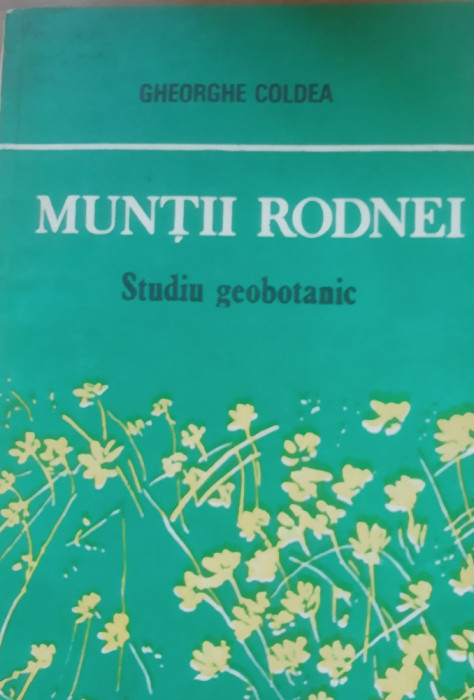 GHEORGHE COLDEA
MUNȚII RODNEI
Studiu geobotanic